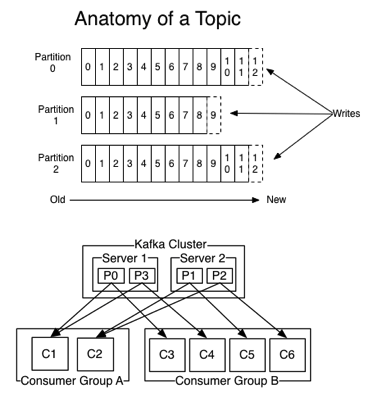 Anatomy of a Topic
Partition
0
0 1 2 3 4 5 6 7 8 9 10 11 12
Partition
1
0 1 2 3 4 5 6 7 8 9
Writes
Partition
2
0 1 2 3 4 5 6 7 8 9 10 11 12
Old New
Kafka Cluster
Server 1 Server 2
P0 P3 P1 P2
C1 C2 C3 C4 C5 C6
Consumer Group A Consumer Group B